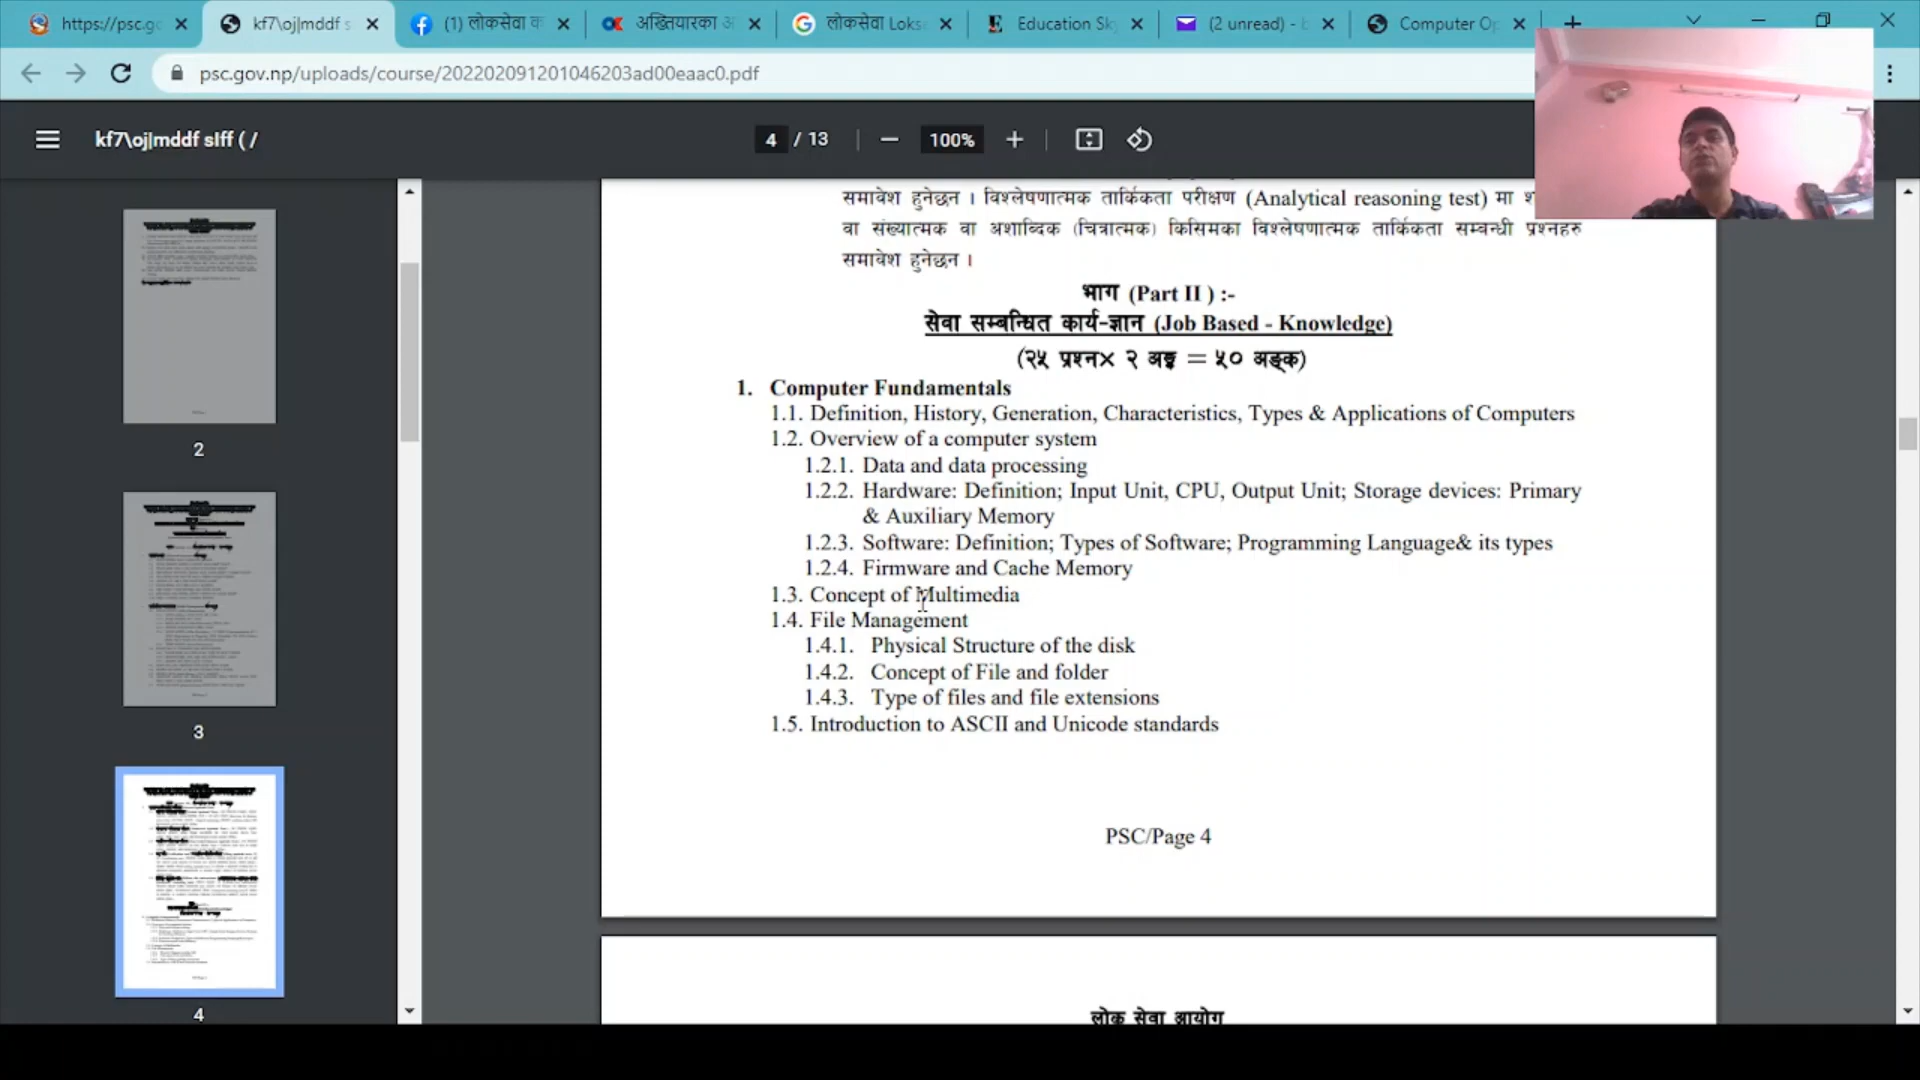 https://psc.go
kf7\oj|mddf s
(1) लोकसेवा क
अख्तियारका अ
लोकसेवा Lokse
Education Sk
(2 unread) - b
Computer Op
psc.gov.np/uploads/course/202202091201046203ad00eaac0.pdf
kf7\oj|mddf slff ( /
4 / 13
100%
समावेश हुनेछन । विश्लेषणात्मक तार्किकता परीक्षण (Analytical reasoning test) मा श
वा संख्यात्मक वा अशाब्दिक (चित्रात्मक) किसिमका विश्लेषणात्मक तार्किकता सम्बन्धी प्रश्नहरु
समावेश हुनेछन ।
भाग (Part II ) :-
सेवा सम्बन्धित कार्य-ज्ञान (Job Based - Knowledge)
(२५ प्रश्न× २ अङ्क = ५० अङ्क)
1. Computer Fundamentals
1.1. Definition, History, Generation, Characteristics, Types & Applications of Computers
1.2. Overview of a computer system
1.2.1. Data and data processing
1.2.2. Hardware: Definition; Input Unit, CPU, Output Unit; Storage devices: Primary
& Auxiliary Memory
1.2.3. Software: Definition; Types of Software; Programming Language& its types
1.2.4. Firmware and Cache Memory
1.3. Concept of Multimedia
1.4. File Management
1.4.1. Physical Structure of the disk
1.4.2. Concept of File and folder
1.4.3. Type of files and file extensions
1.5. Introduction to ASCII and Unicode standards
PSC/Page 4
लोक सेवा आयोग
2
3
4